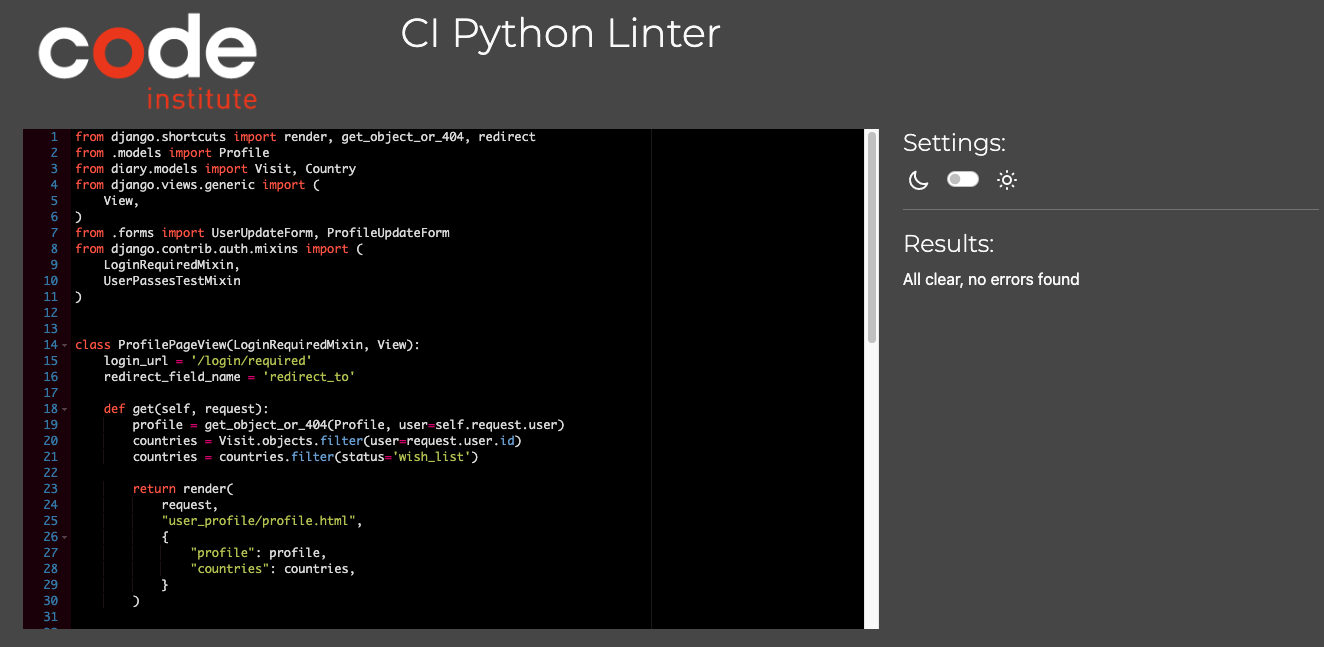 code
institute
CI Python Linter
1 from django.shortcuts import render, get_object_or_404, redirect
2 from .models import Profile
3 from diary.models import Visit, Country
4 from django.views.generic import (
5     View,
6 )
7 from .forms import UserUpdateForm, ProfileUpdateForm
8 from django.contrib.auth.mixins import (
9     LoginRequiredMixin,
10     UserPassesTestMixin
11 )
12
13
14 class ProfilePageView(LoginRequiredMixin, View):
15     login_url = '/login/required'
16     redirect_field_name = 'redirect_to'
17
18     def get(self, request):
19         profile = get_object_or_404(Profile, user=self.request.user)
20         countries = Visit.objects.filter(user=request.user.id)
21         countries = countries.filter(status='wish_list')
22
23         return render(
24             request,
25             "user_profile/profile.html",
26             {
27                 "profile": profile,
28                 "countries": countries,
29             }
30         )
31
Settings:
Results:
All clear, no errors found